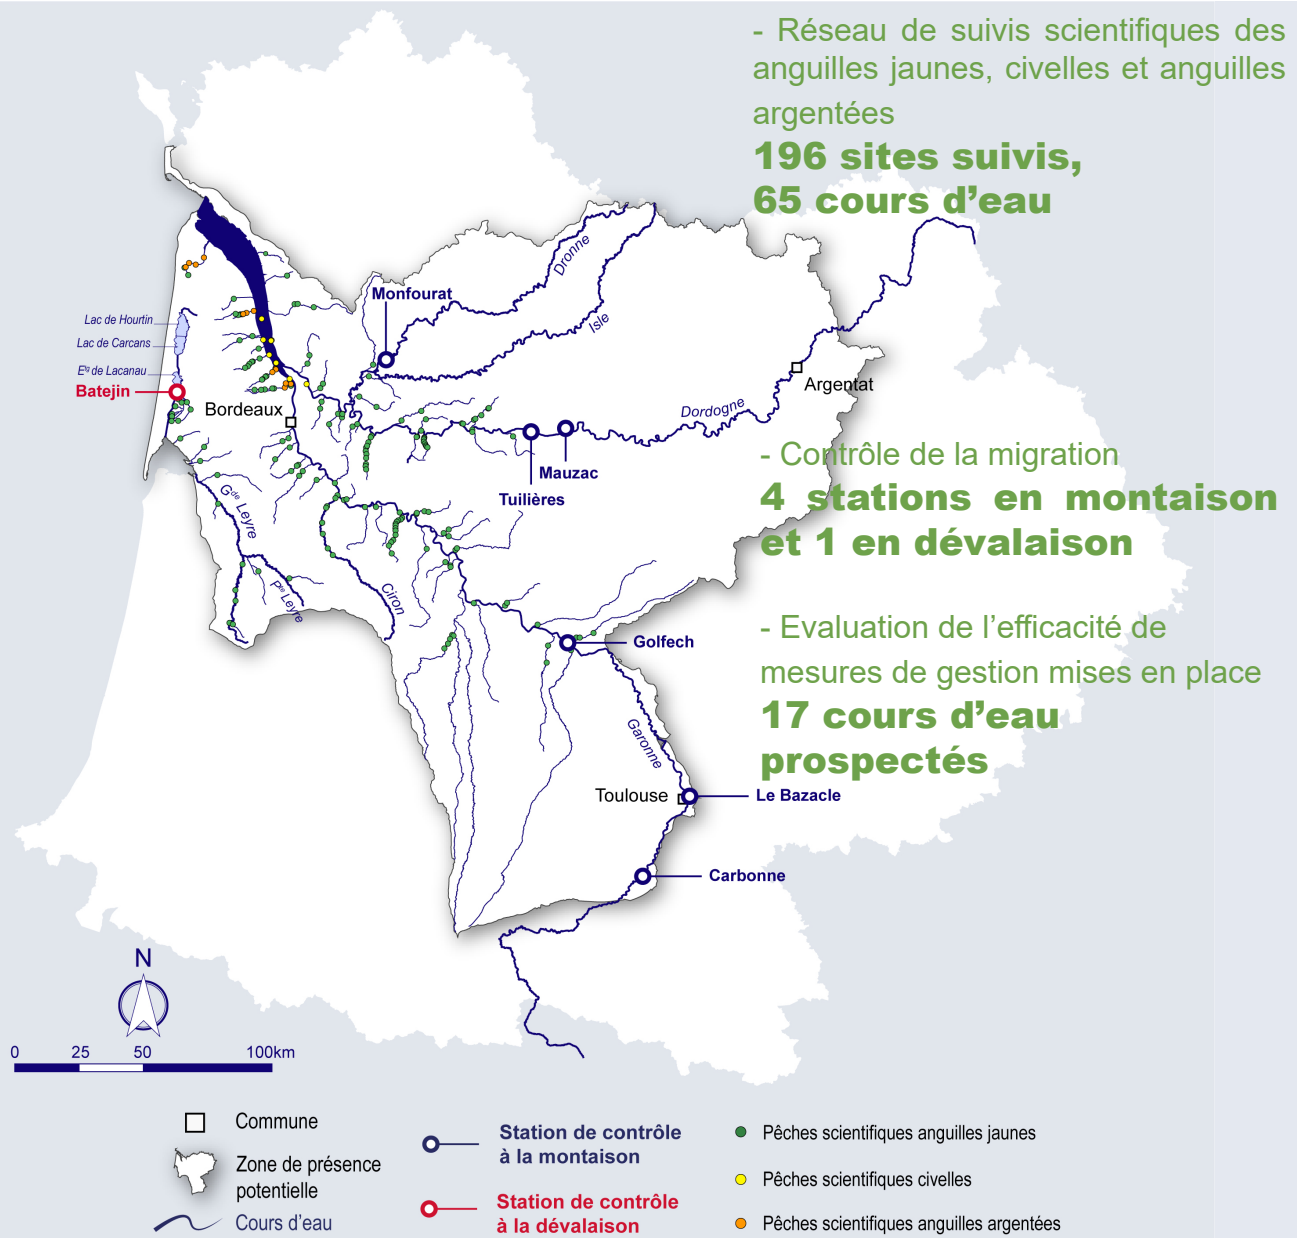 - Réseau de suivis scientifiques des
anguilles jaunes, civelles et anguilles
argentées
196 sites suivis,
65 cours d’eau
Dronne
Monfourat
Isle
Lac de Hourtin
Lac de Carcans
Etg de Lacanau
Batejin
Argentat
Bordeaux
Dordogne
- Contrôle de la migration
4 stations en montaison
et 1 en dévalaison
Mauzac
Tuilières
Gde Leyre
Pte Leyre
Ciron
- Evaluation de l’efficacité de
mesures de gestion mises en place
17 cours d’eau
prospectés
Golfech
Garonne
Toulouse
Le Bazacle
Carbonne
N
0 25 50 100km
Commune
Zone de présence
potentielle
Cours d’eau
Station de contrôle
à la montaison
Station de contrôle
à la dévalaison
Pêches scientifiques anguilles jaunes
Pêches scientifiques civelles
Pêches scientifiques anguilles argentées